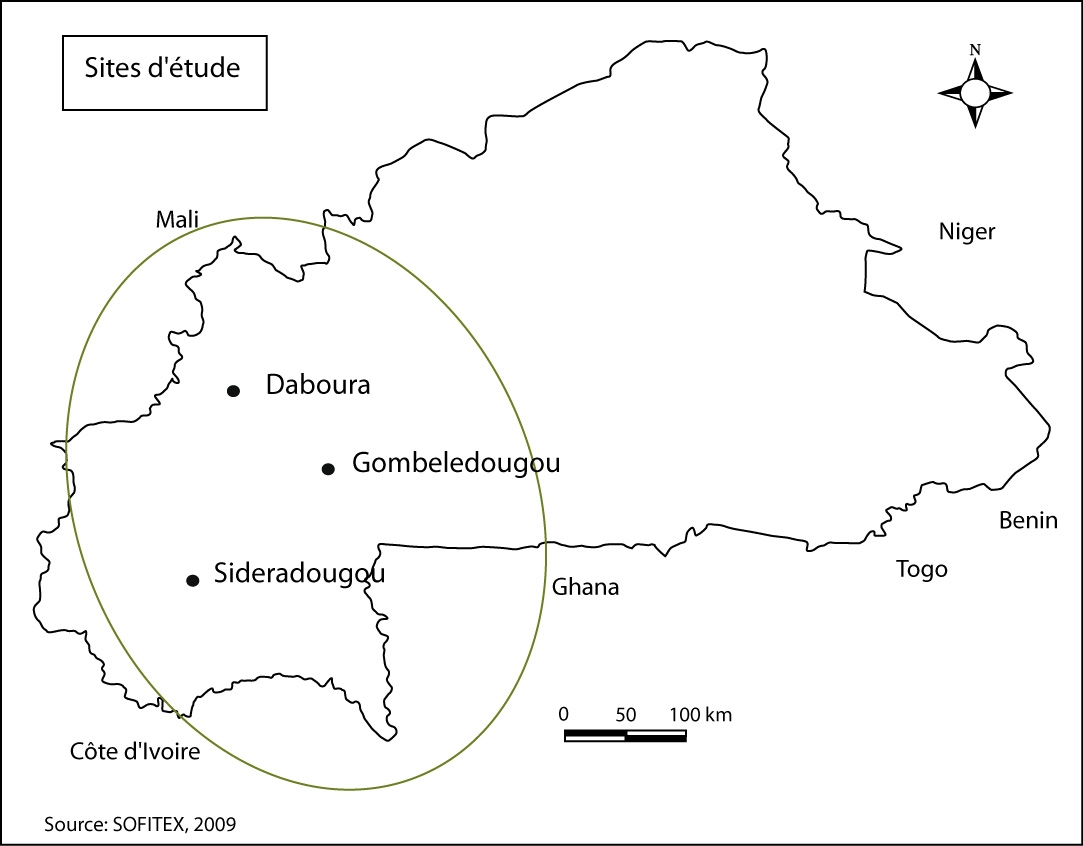 Sites d'étude
N
Mali
Niger
Daboura
Gombeledougou
Benin
Togo
Sideradougou
Ghana
0 50 100 km
Côte d'Ivoire
Source: SOFITEX, 2009